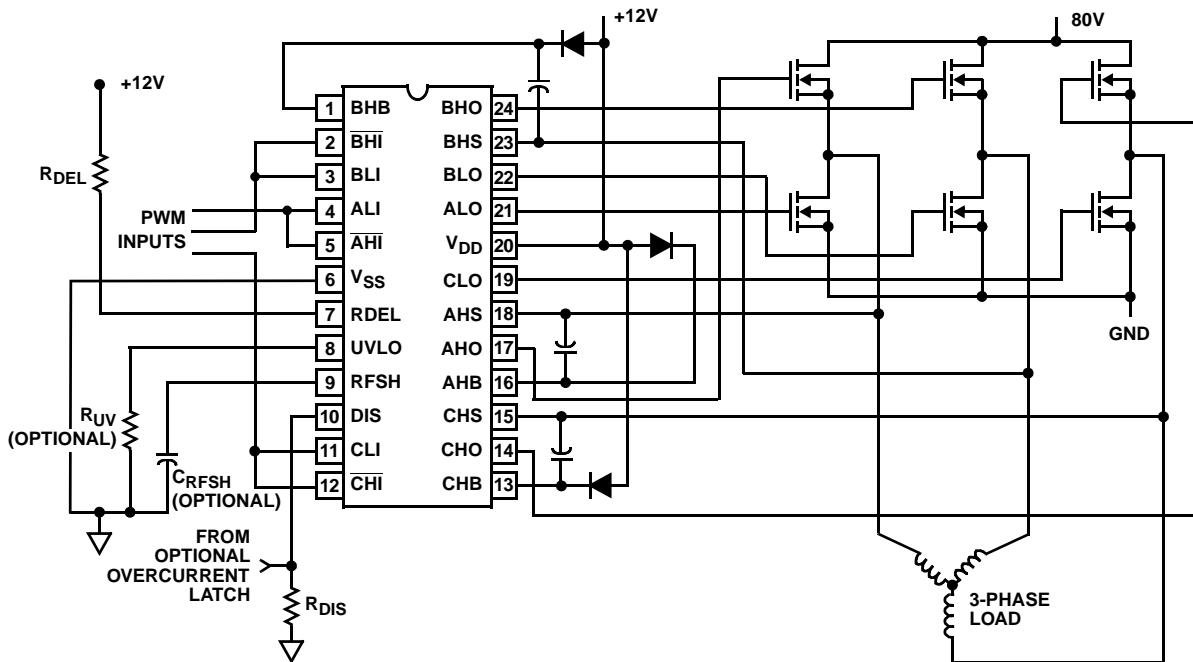 +12V
80V
+12V
R_DEL
PWM
INPUTS
R_UV
(OPTIONAL)
C_RFSH
(OPTIONAL)
FROM
OPTIONAL
OVERCURRENT
LATCH
R_DIS
1 BHB
2 B̅H̅I̅
3 BLI
4 ALI
5 A̅H̅I̅
6 V_SS
7 RDEL
8 UVLO
9 RFSH
10 DIS
11 CLI
12 C̅H̅I̅
BHO 24
BHS 23
BLO 22
ALO 21
V_DD 20
CLO 19
AHS 18
AHO 17
AHB 16
CHS 15
CHO 14
CHB 13
GND
3-PHASE
LOAD